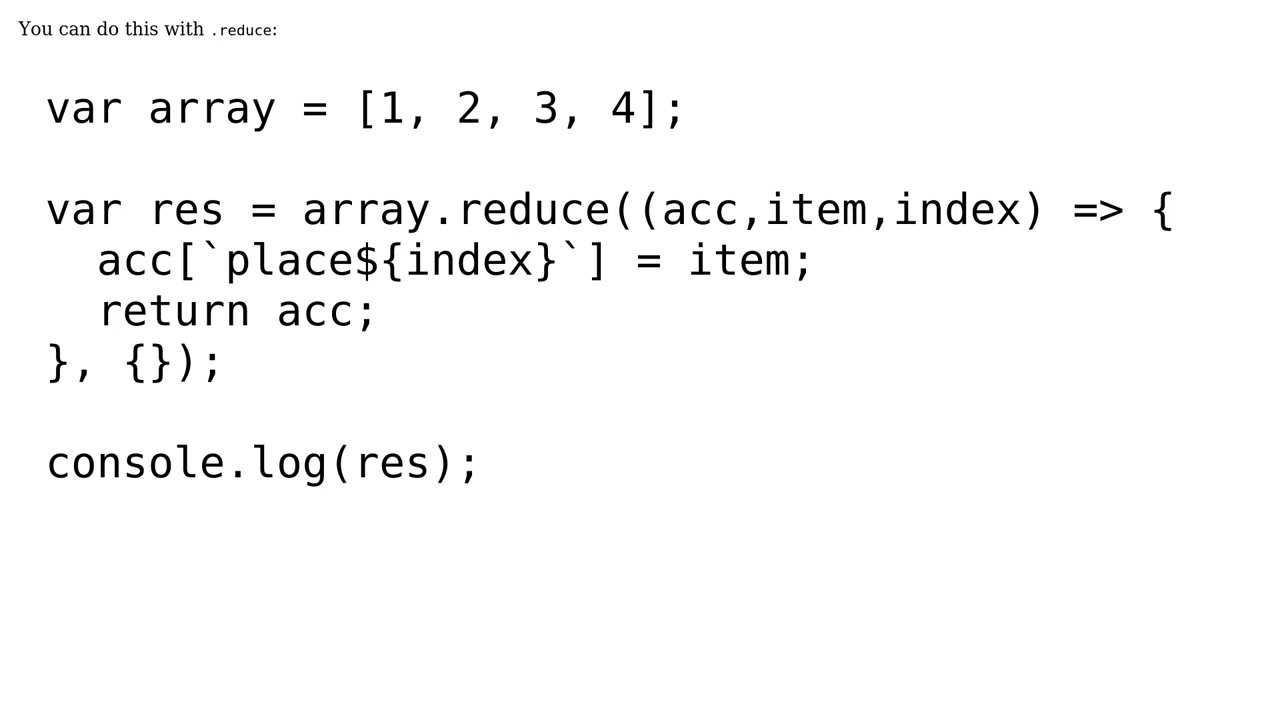 You can do this with .reduce:
var array = [1, 2, 3, 4];
var res = array.reduce((acc,item,index) => {
  acc[`place${index}`] = item;
  return acc;
}, {});
console.log(res);